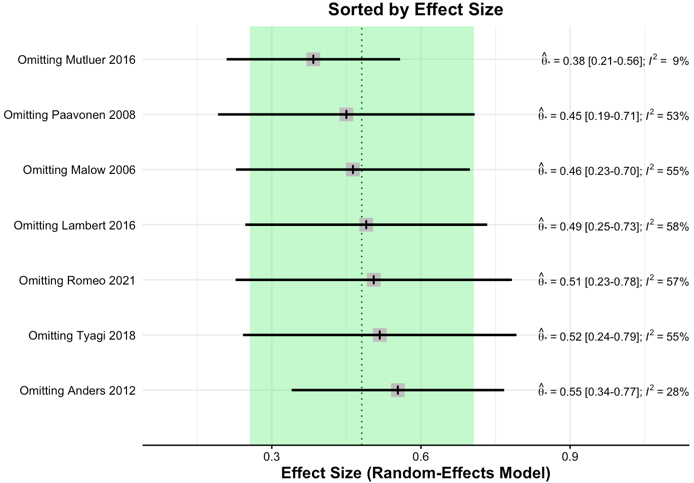 Sorted by Effect Size
Omitting Mutluer 2016 θ̂* = 0.38 [0.21-0.56]; I² = 9%
Omitting Paavonen 2008 θ̂* = 0.45 [0.19-0.71]; I² = 53%
Omitting Malow 2006 θ̂* = 0.46 [0.23-0.70]; I² = 55%
Omitting Lambert 2016 θ̂* = 0.49 [0.25-0.73]; I² = 58%
Omitting Romeo 2021 θ̂* = 0.51 [0.23-0.78]; I² = 57%
Omitting Tyagi 2018 θ̂* = 0.52 [0.24-0.79]; I² = 55%
Omitting Anders 2012 θ̂* = 0.55 [0.34-0.77]; I² = 28%
0.3 0.6 0.9
Effect Size (Random-Effects Model)